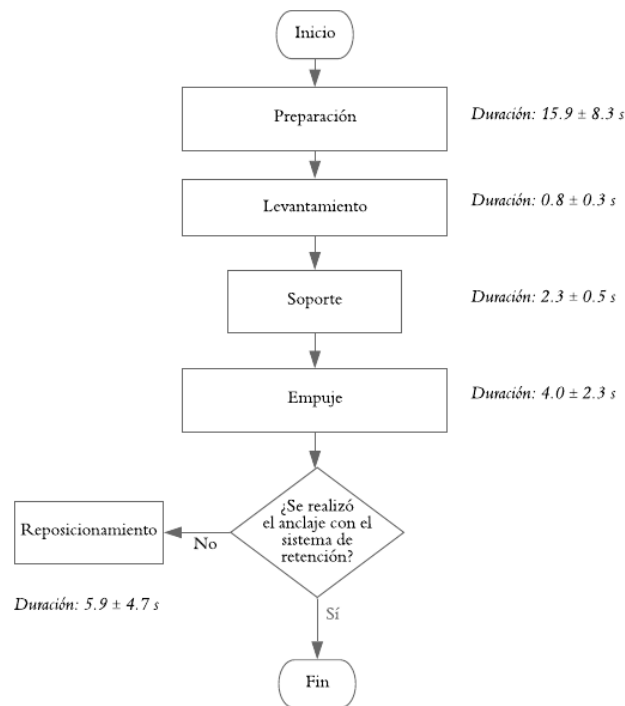 Inicio
Preparación
Duración: 15.9 ± 8.3 s
Levantamiento
Duración: 0.8 ± 0.3 s
Soporte
Duración: 2.3 ± 0.5 s
Empuje
Duración: 4.0 ± 2.3 s
¿Se realizó
el anclaje con el
sistema de
retención?
Reposicionamiento
No
Duración: 5.9 ± 4.7 s
Sí
Fin